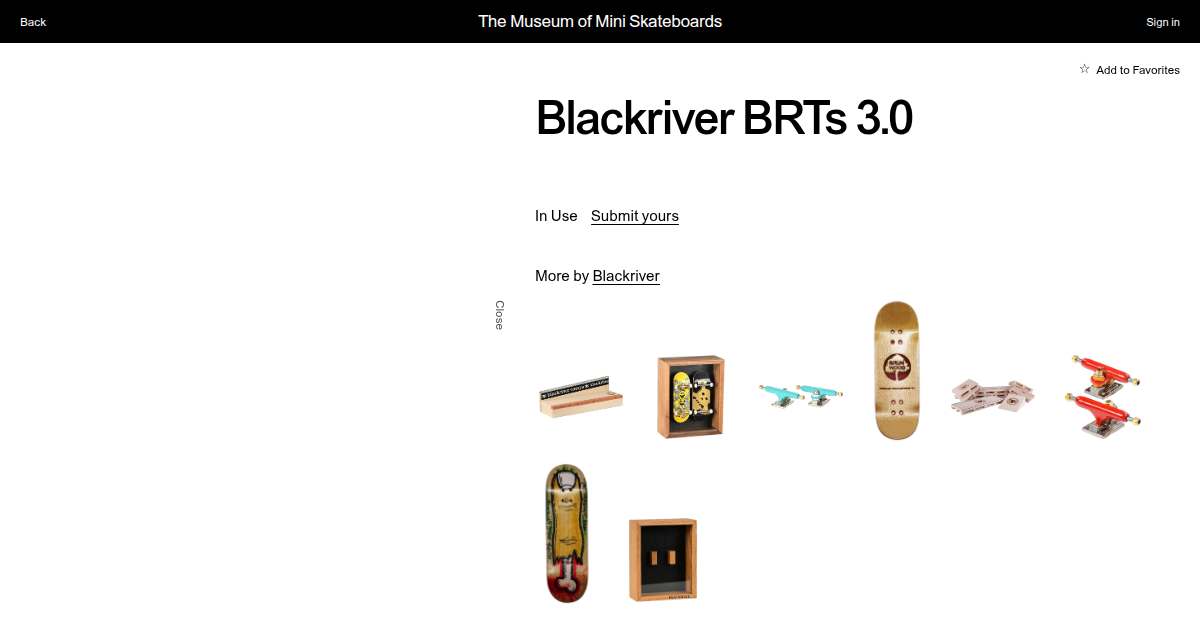 Back
The Museum of Mini Skateboards
Sign in
☆ Add to Favorites
Blackriver BRTs 3.0
In Use Submit yours
More by Blackriver
Close